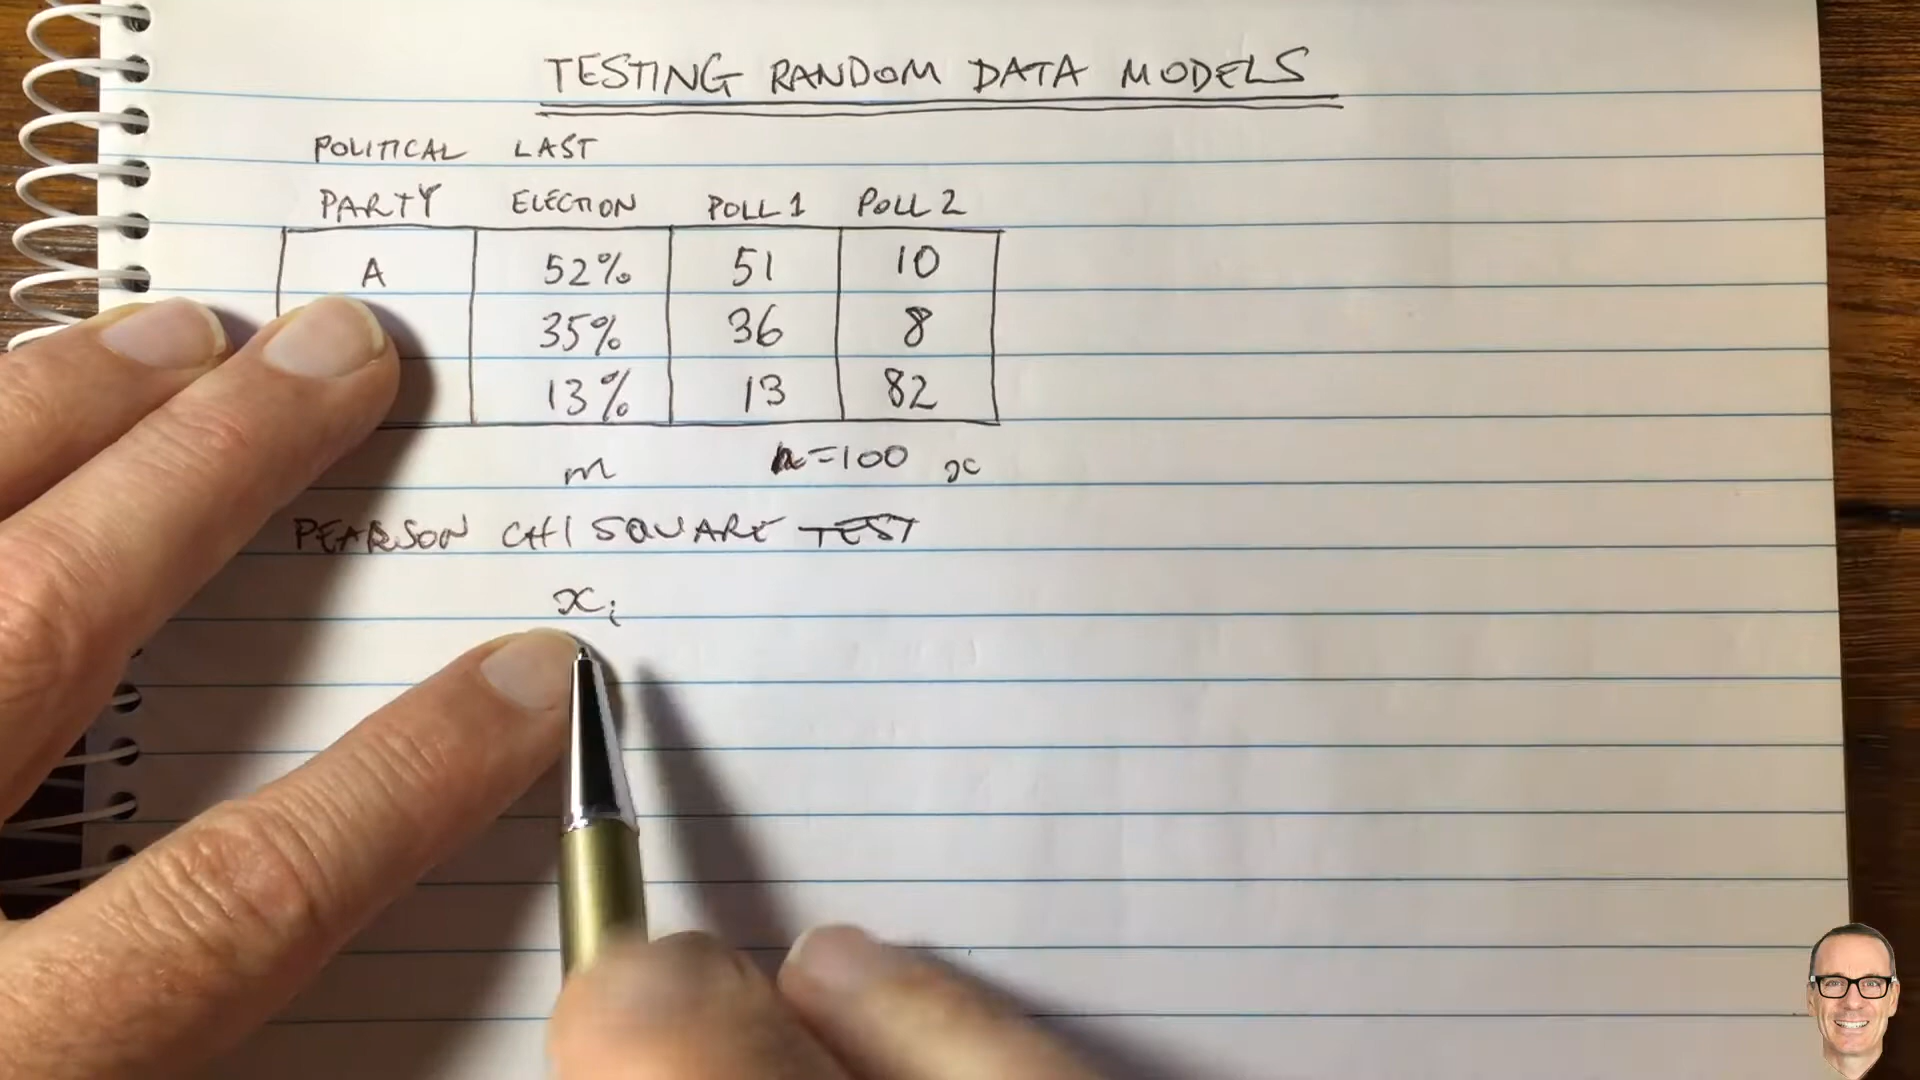 TESTING RANDOM DATA MODELS
POLITICAL LAST
PARTY ELECTION POLL 1 POLL 2
A 52% 51 10
35% 36 8
13% 13 82
m n=100 x
PEARSON CHI SQUARE TEST
x i